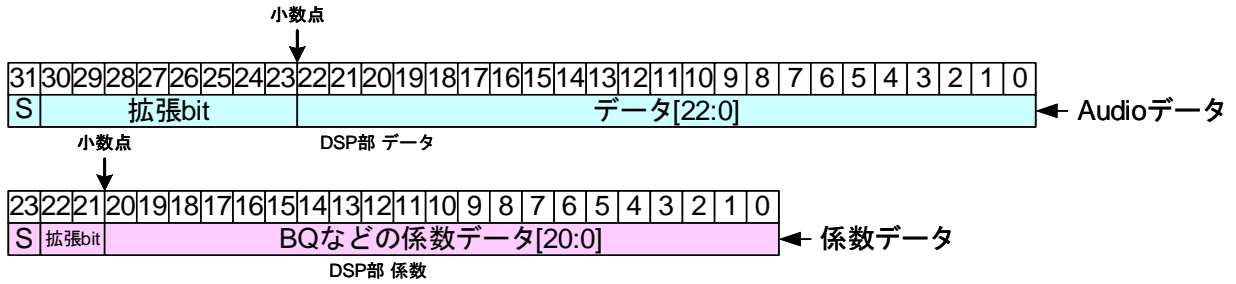 小数点
31 30 29 28 27 26 25 24 23 22 21 20 19 18 17 16 15 14 13 12 11 10 9 8 7 6 5 4 3 2 1 0
S 拡張bit データ[22:0] Audioデータ
小数点 DSP部 データ
23 22 21 20 19 18 17 16 15 14 13 12 11 10 9 8 7 6 5 4 3 2 1 0
S 拡張bit BQなどの係数データ[20:0] 係数データ
DSP部 係数